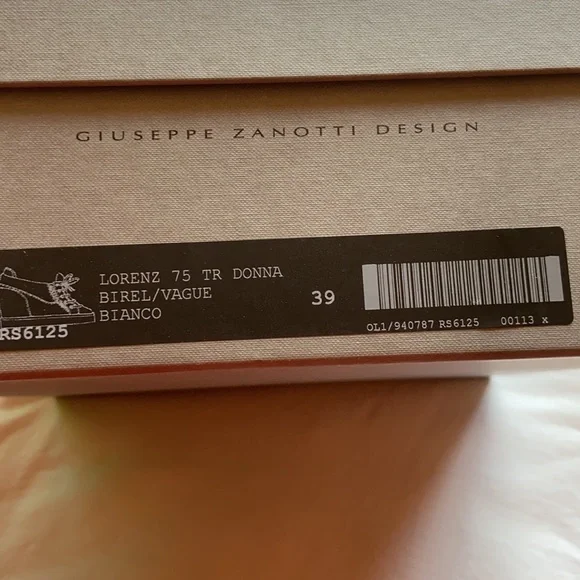 GIUSEPPE ZANOTTI DESIGN
LORENZ 75 TR DONNA
BIREL/VAGUE
BIANCO
39
RS6125
OL1/940787 RS6125 00113 x